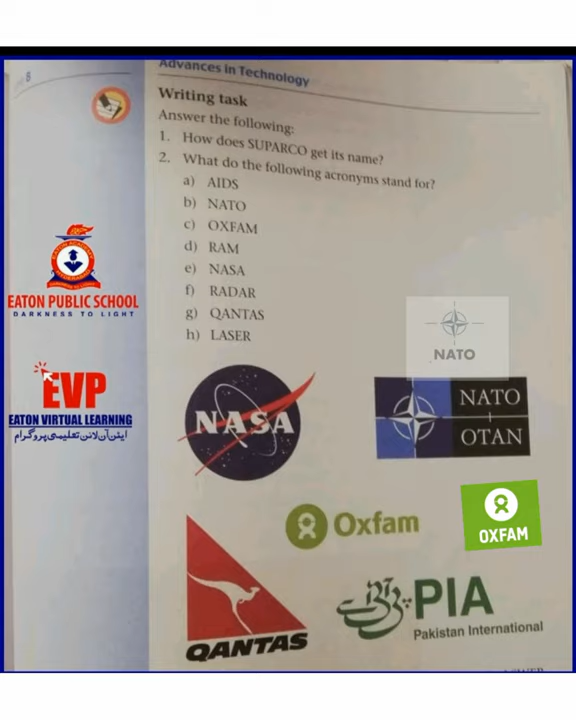 8
Advances in Technology
Writing task
Answer the following:
1. How does SUPARCO get its name?
2. What do the following acronyms stand for?
a) AIDS
b) NATO
c) OXFAM
d) RAM
e) NASA
f) RADAR
g) QANTAS
h) LASER
EATON PUBLIC SCHOOL
DARKNESS TO LIGHT
EVP
EATON VIRTUAL LEARNING
ایٹن آن لائن تعلیمی پروگرام
NATO
NASA
NATO
OTAN
Oxfam
OXFAM
QANTAS
PIA
Pakistan International